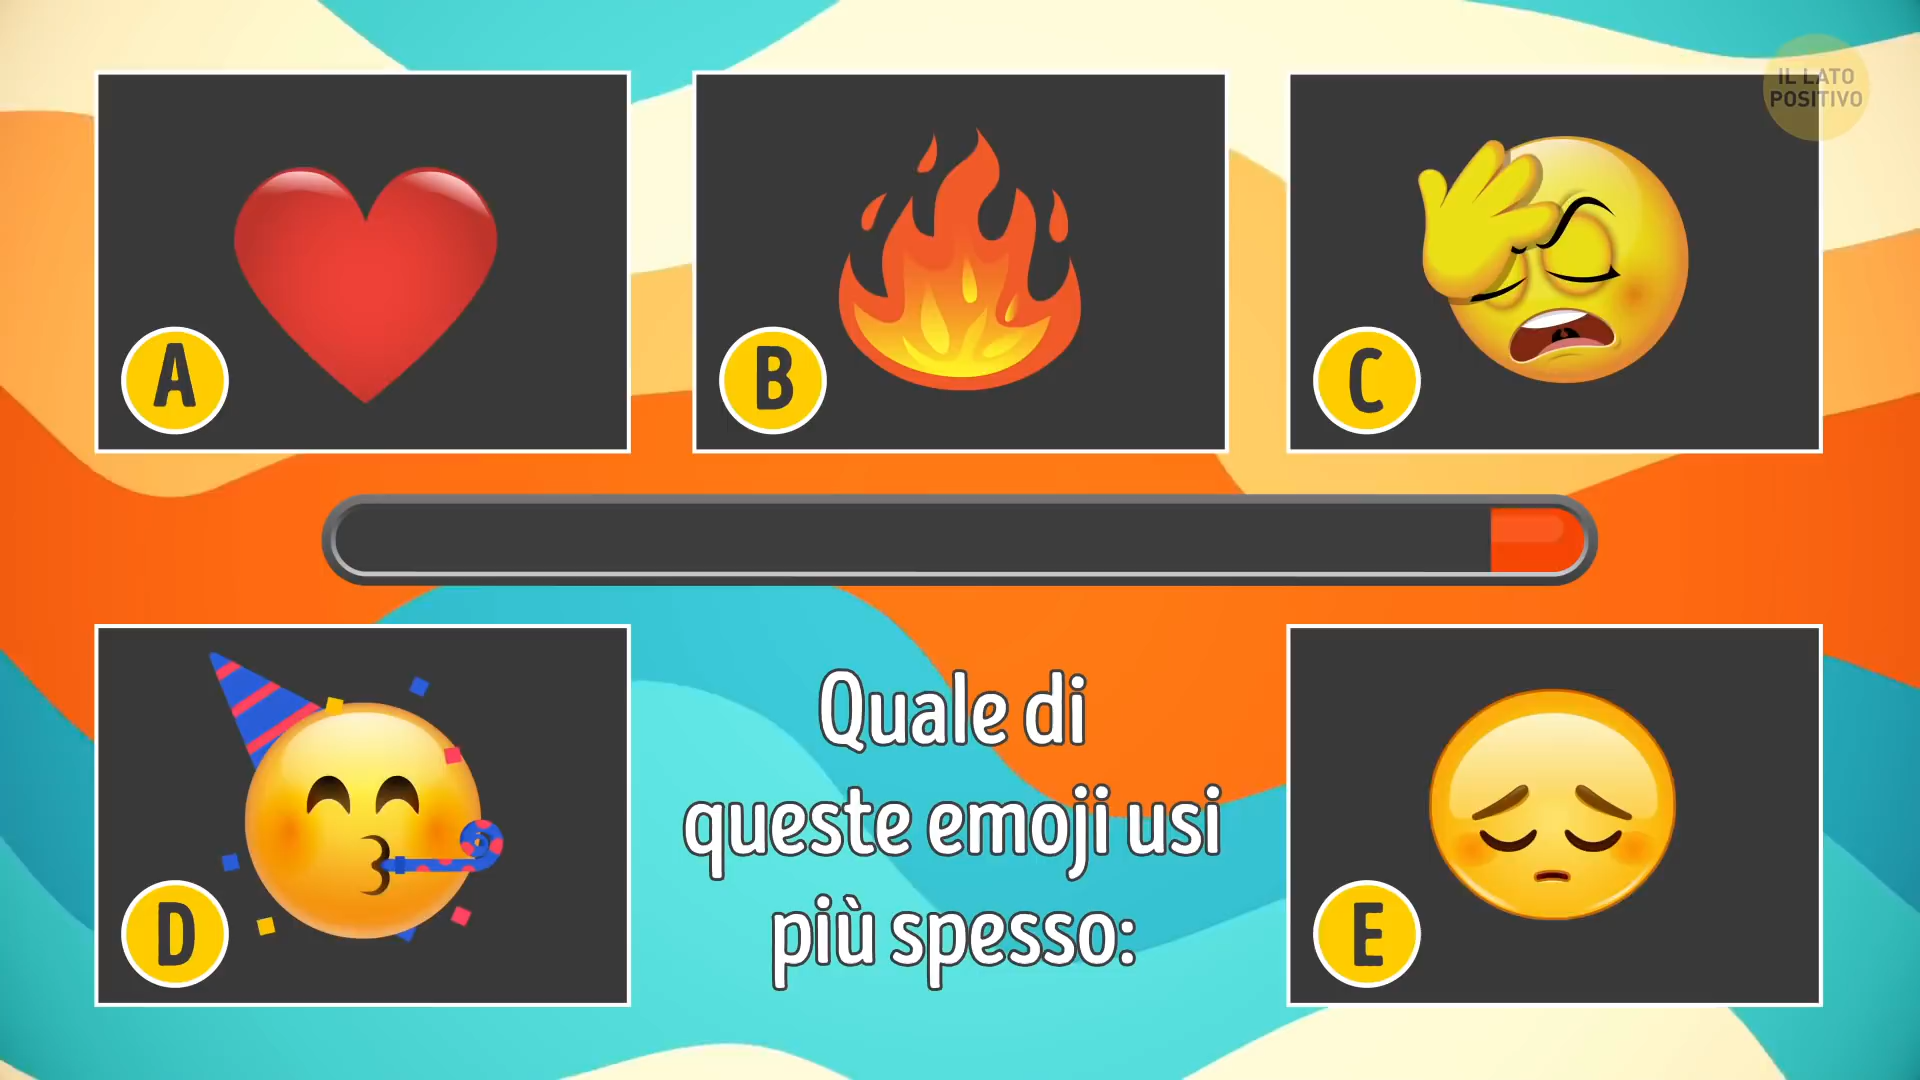 IL LATO
POSITIVO
A
B
C
D
Quale di
queste emoji usi
più spesso:
E